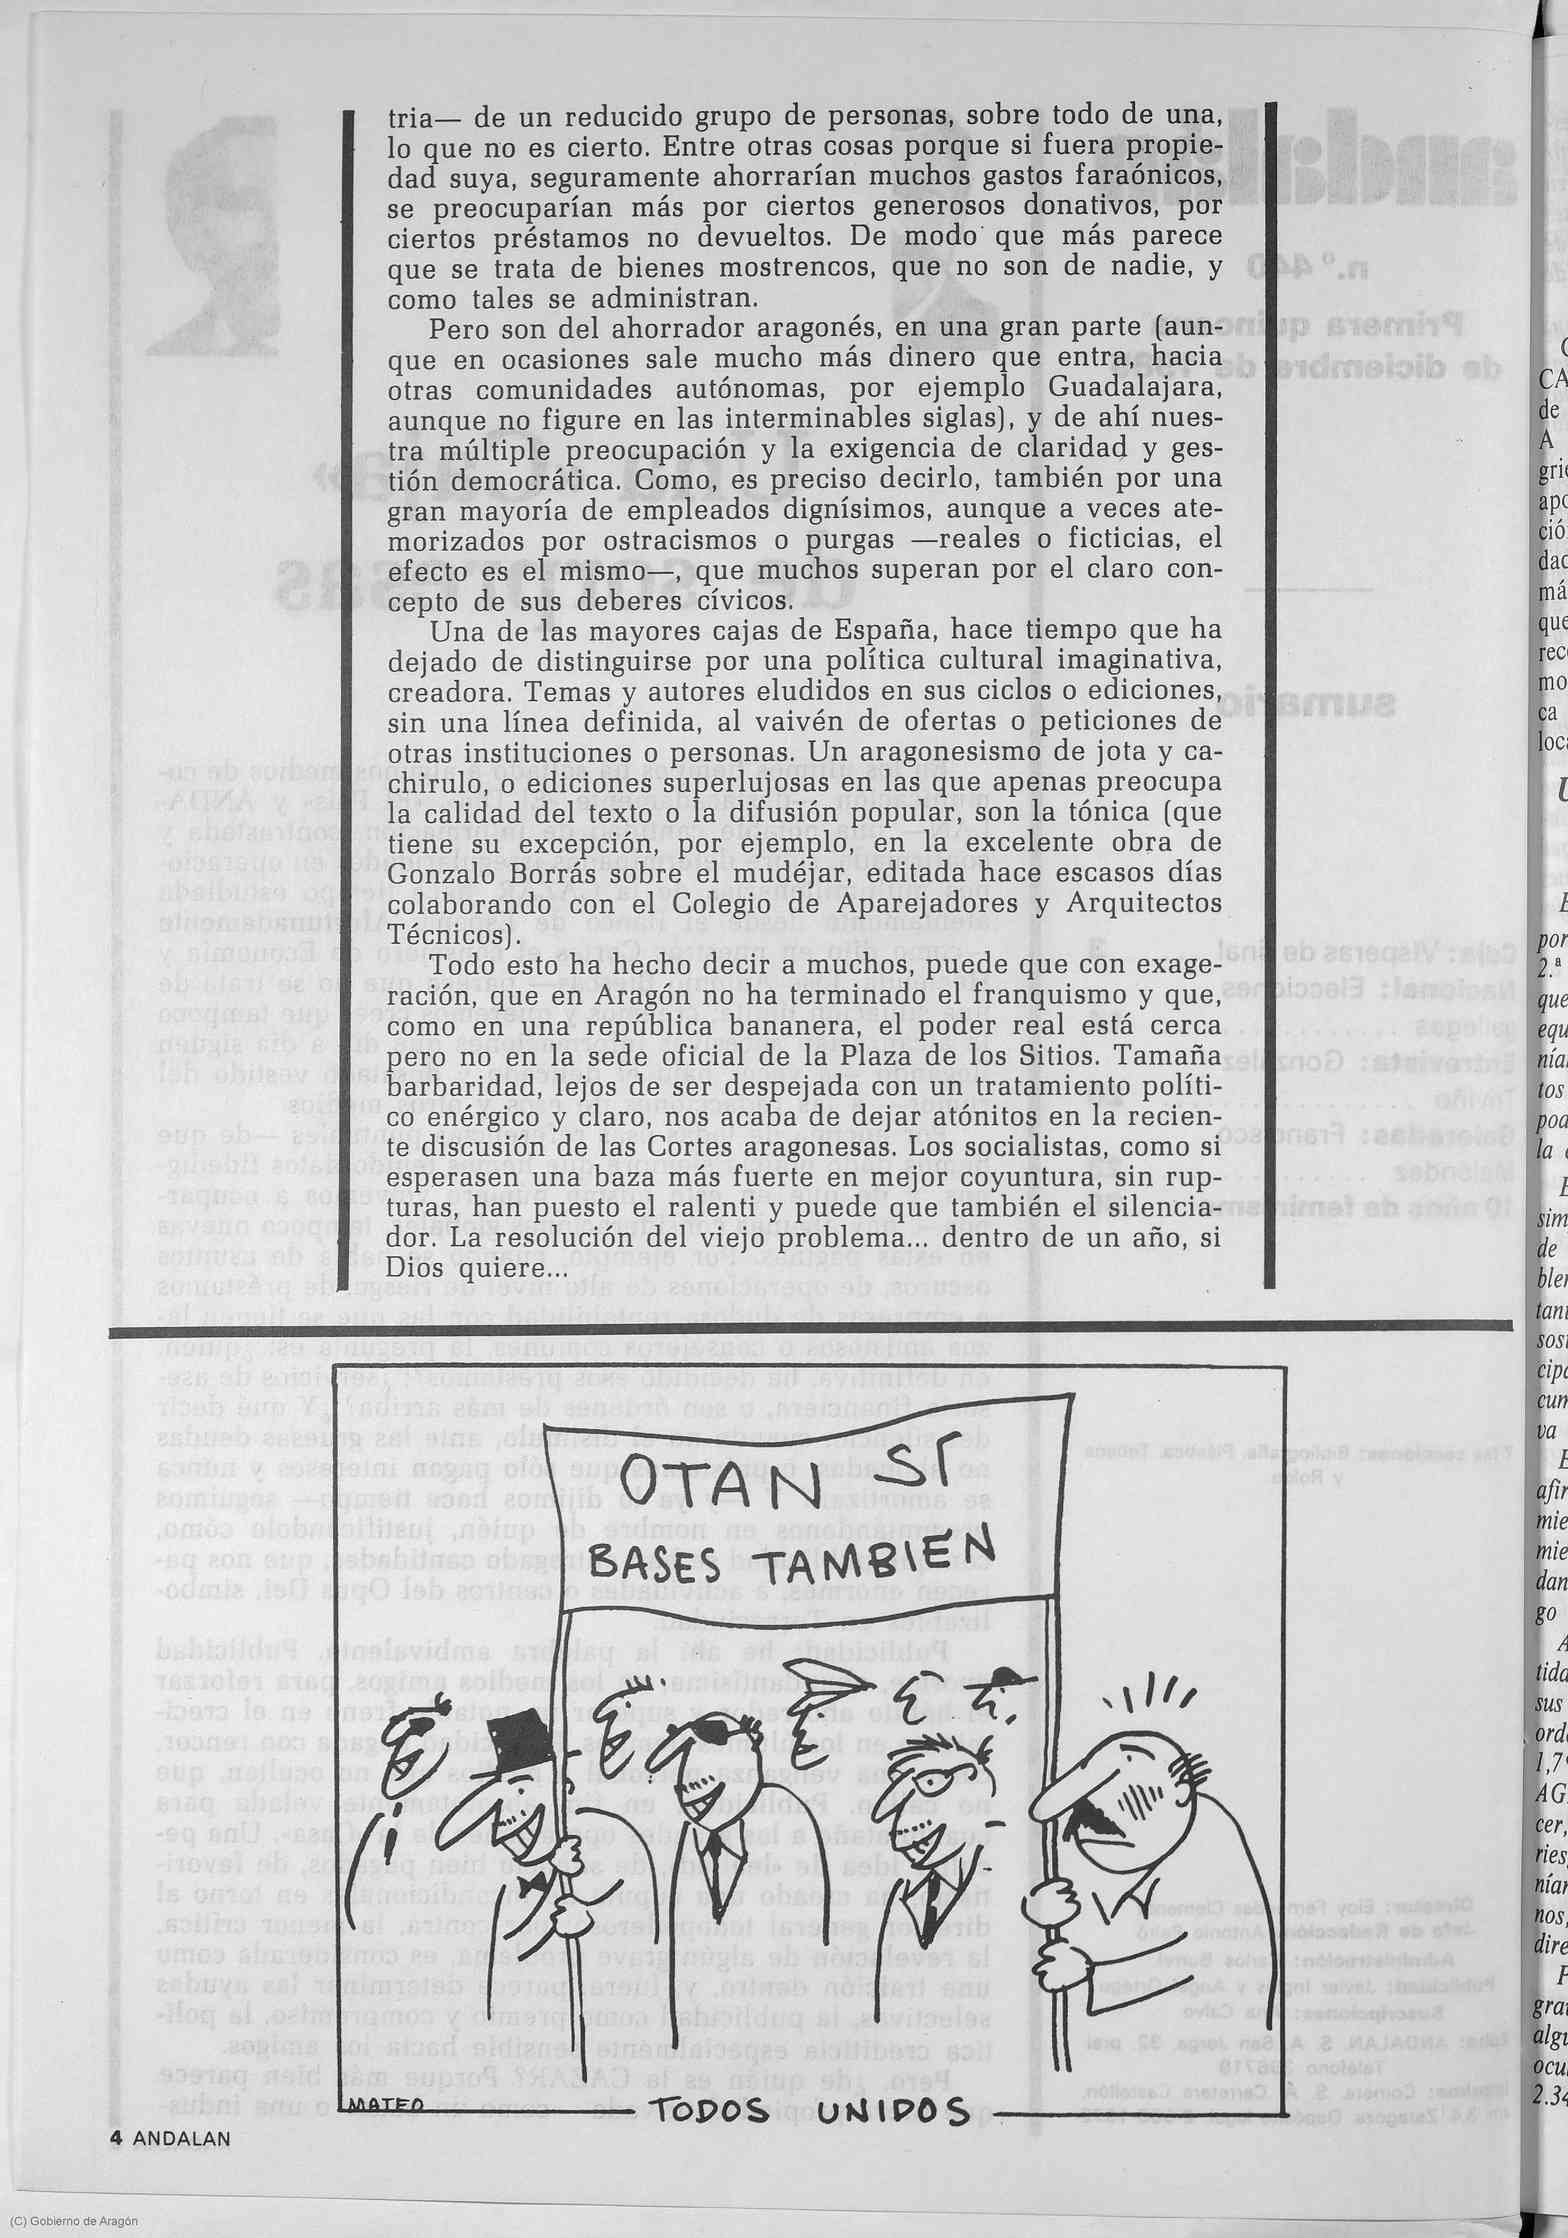 tria— de un reducido grupo de personas, sobre todo de una,
lo que no es cierto. Entre otras cosas porque si fuera propie-
dad suya, seguramente ahorrarían muchos gastos faraónicos,
se preocuparían más por ciertos generosos donativos, por
ciertos préstamos no devueltos. De modo que más parece
que se trata de bienes mostrencos, que no son de nadie, y
como tales se administran.
Pero son del ahorrador aragonés, en una gran parte (aun-
que en ocasiones sale mucho más dinero que entra, hacia
otras comunidades autónomas, por ejemplo Guadalajara,
aunque no figure en las interminables siglas), y de ahí nues-
tra múltiple preocupación y la exigencia de claridad y ges-
tión democrática. Como, es preciso decirlo, también por una
gran mayoría de empleados dignísimos, aunque a veces ate-
morizados por ostracismos o purgas —reales o ficticias, el
efecto es el mismo—, que muchos superan por el claro con-
cepto de sus deberes cívicos.
Una de las mayores cajas de España, hace tiempo que ha
dejado de distinguirse por una política cultural imaginativa,
creadora. Temas y autores eludidos en sus ciclos o ediciones,
sin una línea definida, al vaivén de ofertas o peticiones de
otras instituciones o personas. Un aragonesismo de jota y ca-
chirulo, o ediciones superlujosas en las que apenas preocupa
la calidad del texto o la difusión popular, son la tónica (que
tiene su excepción, por ejemplo, en la excelente obra de
Gonzalo Borrás sobre el mudéjar, editada hace escasos días
colaborando con el Colegio de Aparejadores y Arquitectos
Técnicos).
Todo esto ha hecho decir a muchos, puede que con exage-
ración, que en Aragón no ha terminado el franquismo y que,
como en una república bananera, el poder real está cerca
pero no en la sede oficial de la Plaza de los Sitios. Tamaña
barbaridad, lejos de ser despejada con un tratamiento políti-
co enérgico y claro, nos acaba de dejar atónitos en la recien-
te discusión de las Cortes aragonesas. Los socialistas, como si
esperasen una baza más fuerte en mejor coyuntura, sin rup-
turas, han puesto el ralenti y puede que también el silencia-
dor. La resolución del viejo problema... dentro de un año, si
Dios quiere...
OTAN SÍ
BASES TAMBIEN
MATEO
TODOS UNIDOS
4 ANDALAN
(C) Gobierno de Aragón